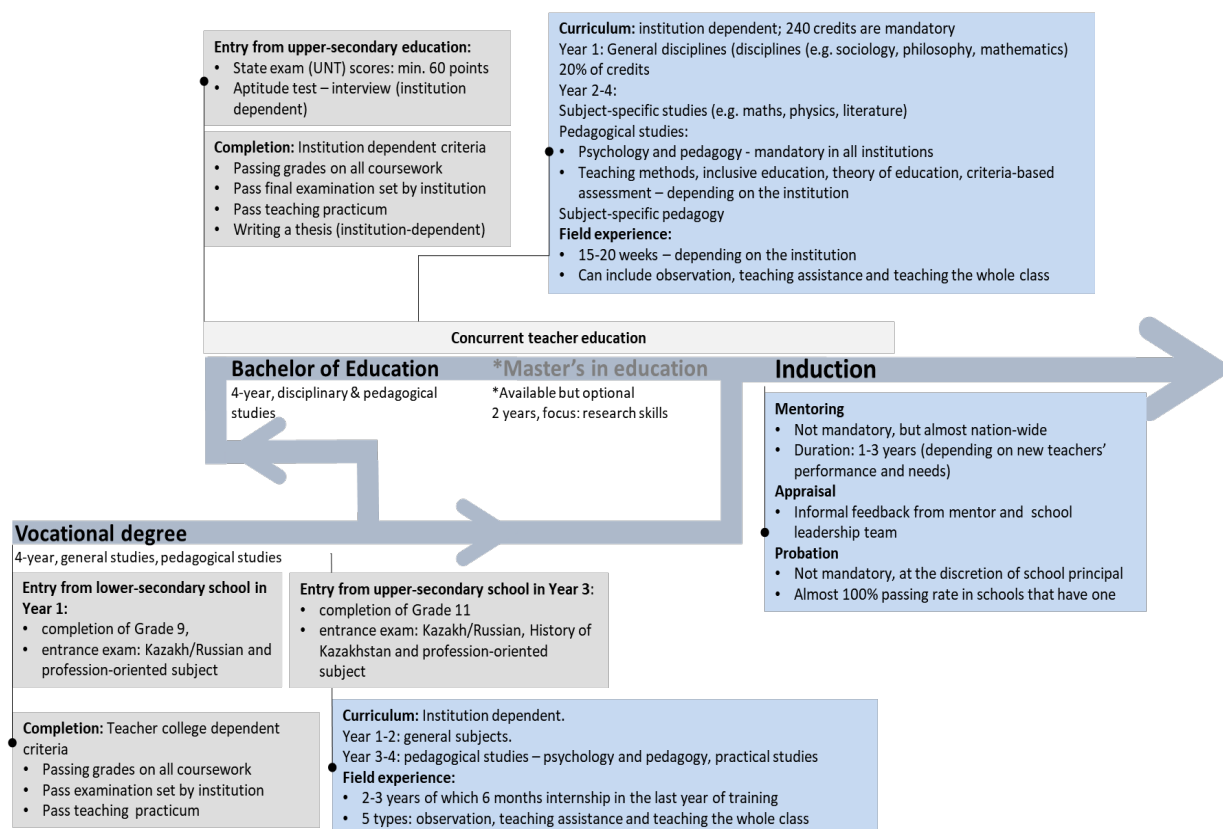 Entry from upper-secondary education:
• State exam (UNT) scores: min. 60 points
• Aptitude test – interview (institution
dependent)
Completion: Institution dependent criteria
• Passing grades on all coursework
• Pass final examination set by institution
• Pass teaching practicum
• Writing a thesis (institution-dependent)
Curriculum: institution dependent; 240 credits are mandatory
Year 1: General disciplines (disciplines (e.g. sociology, philosophy, mathematics)
20% of credits
Year 2-4:
Subject-specific studies (e.g. maths, physics, literature)
Pedagogical studies:
• Psychology and pedagogy - mandatory in all institutions
• Teaching methods, inclusive education, theory of education, criteria-based
assessment – depending on the institution
Subject-specific pedagogy
Field experience:
• 15-20 weeks – depending on the institution
• Can include observation, teaching assistance and teaching the whole class
Concurrent teacher education
Bachelor of Education
4-year, disciplinary & pedagogical
studies
*Master's in education
*Available but optional
2 years, focus: research skills
Induction
Mentoring
• Not mandatory, but almost nation-wide
• Duration: 1-3 years (depending on new teachers'
performance and needs)
Appraisal
• Informal feedback from mentor and school
leadership team
Probation
• Not mandatory, at the discretion of school principal
• Almost 100% passing rate in schools that have one
Vocational degree
4-year, general studies, pedagogical studies
Entry from lower-secondary school in
Year 1:
• completion of Grade 9,
• entrance exam: Kazakh/Russian and
profession-oriented subject
Entry from upper-secondary school in Year 3:
• completion of Grade 11
• entrance exam: Kazakh/Russian, History of
Kazakhstan and profession-oriented
subject
Completion: Teacher college dependent
criteria
• Passing grades on all coursework
• Pass examination set by institution
• Pass teaching practicum
Curriculum: Institution dependent.
Year 1-2: general subjects.
Year 3-4: pedagogical studies – psychology and pedagogy, practical studies
Field experience:
• 2-3 years of which 6 months internship in the last year of training
• 5 types: observation, teaching assistance and teaching the whole class